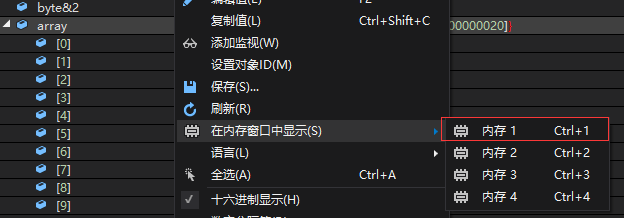 byte&2
array
[0]
[1]
[2]
[3]
[4]
[5]
[6]
[7]
[8]
[9]
00000020]}
复制值(L) Ctrl+Shift+C
添加监视(W)
设置对象ID(M)
保存(S)...
刷新(R)
在内存窗口中显示(S)
语言(L)
全选(A) Ctrl+A
十六进制显示(H)
内存 1 Ctrl+1
内存 2 Ctrl+2
内存 3 Ctrl+3
内存 4 Ctrl+4